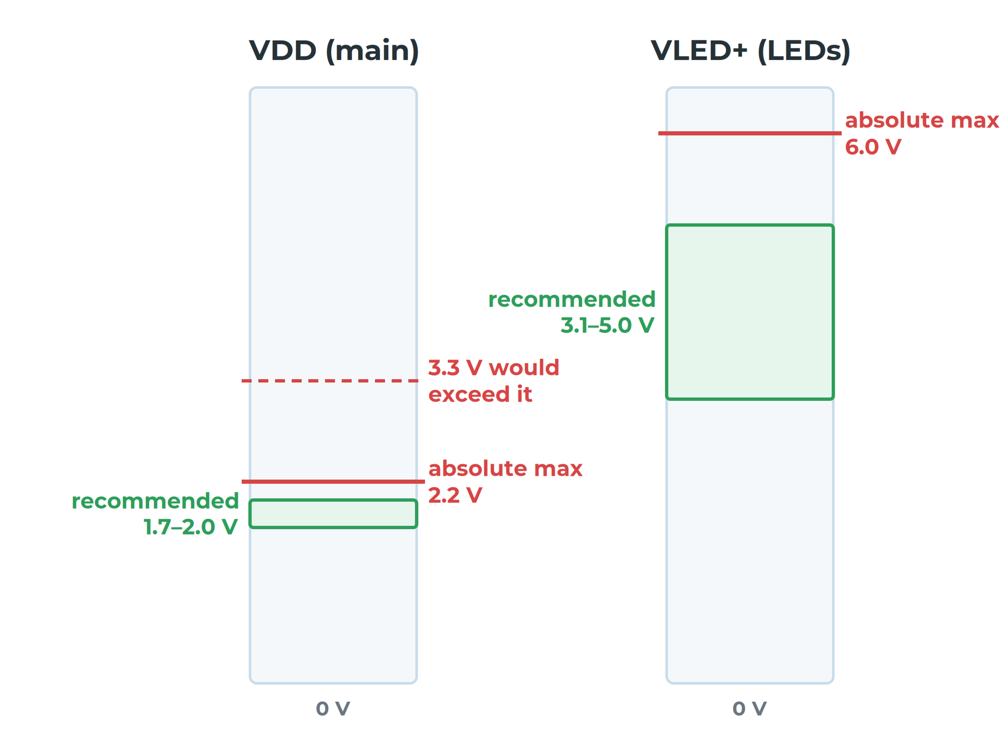 VDD (main)
recommended
1.7–2.0 V
3.3 V would
exceed it
absolute max
2.2 V
0 V
VLED+ (LEDs)
absolute max
6.0 V
recommended
3.1–5.0 V
0 V